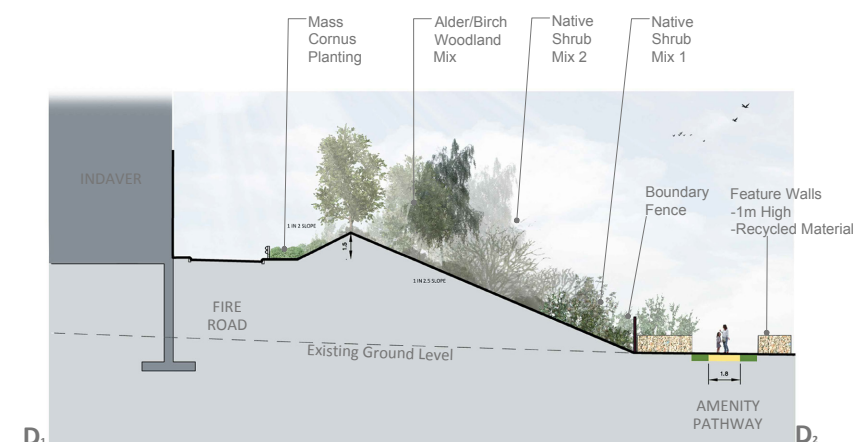 Mass
Cornus
Planting
Alder/Birch
Woodland
Mix
Native
Shrub
Mix 2
Native
Shrub
Mix 1
INDAVER
Boundary
Fence
Feature Walls
-1m High
-Recycled Material
1 IN 2 SLOPE
1.5
1 IN 2.5 SLOPE
FIRE
ROAD
Existing Ground Level
1.8
AMENITY
PATHWAY
D1
D2